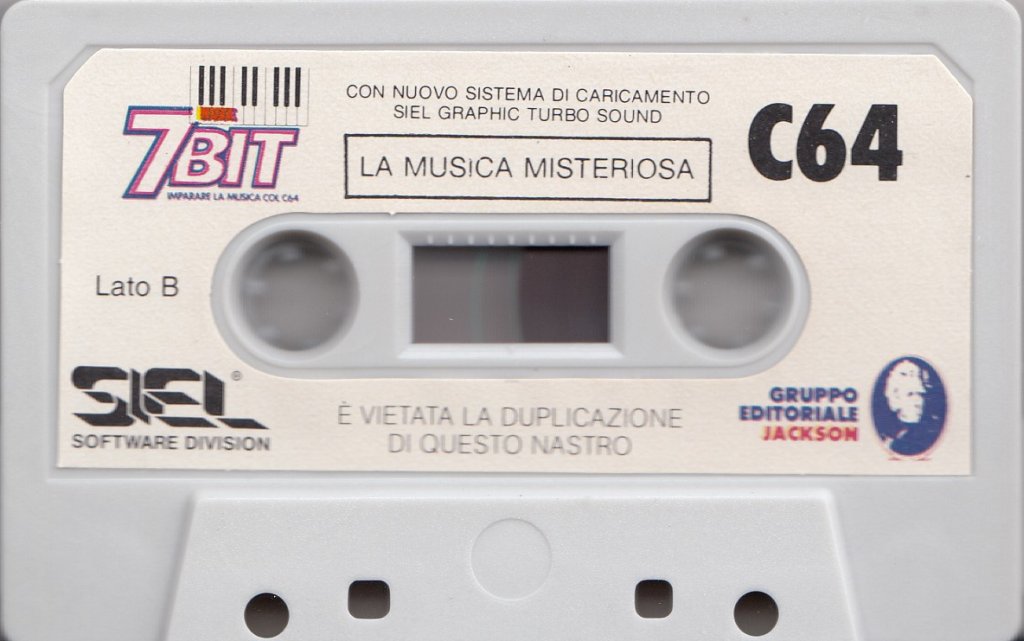 7BIT
IMPARARE LA MUSICA COL C64
CON NUOVO SISTEMA DI CARICAMENTO
SIEL GRAPHIC TURBO SOUND
LA MUSICA MISTERIOSA
C64
Lato B
SIEL®
SOFTWARE DIVISION
È VIETATA LA DUPLICAZIONE
DI QUESTO NASTRO
GRUPPO
EDITORIALE
JACKSON